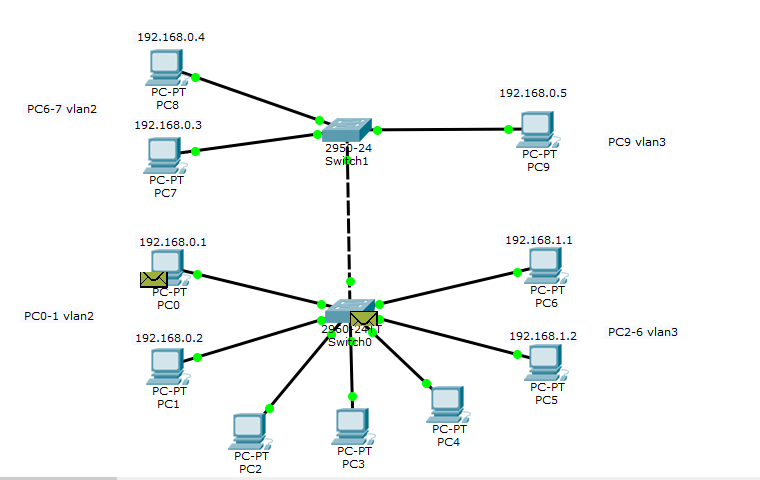 192.168.0.4
PC-PT
PC8
PC6-7 vlan2
192.168.0.3
PC-PT
PC7
2950-24
Switch1
192.168.0.5
PC-PT
PC9
PC9 vlan3
192.168.0.1
PC-PT
PC0
PC0-1 vlan2
192.168.0.2
PC-PT
PC1
Switch0
192.168.1.1
PC-PT
PC6
PC2-6 vlan3
192.168.1.2
PC-PT
PC5
PC-PT
PC2
PC-PT
PC3
PC-PT
PC4